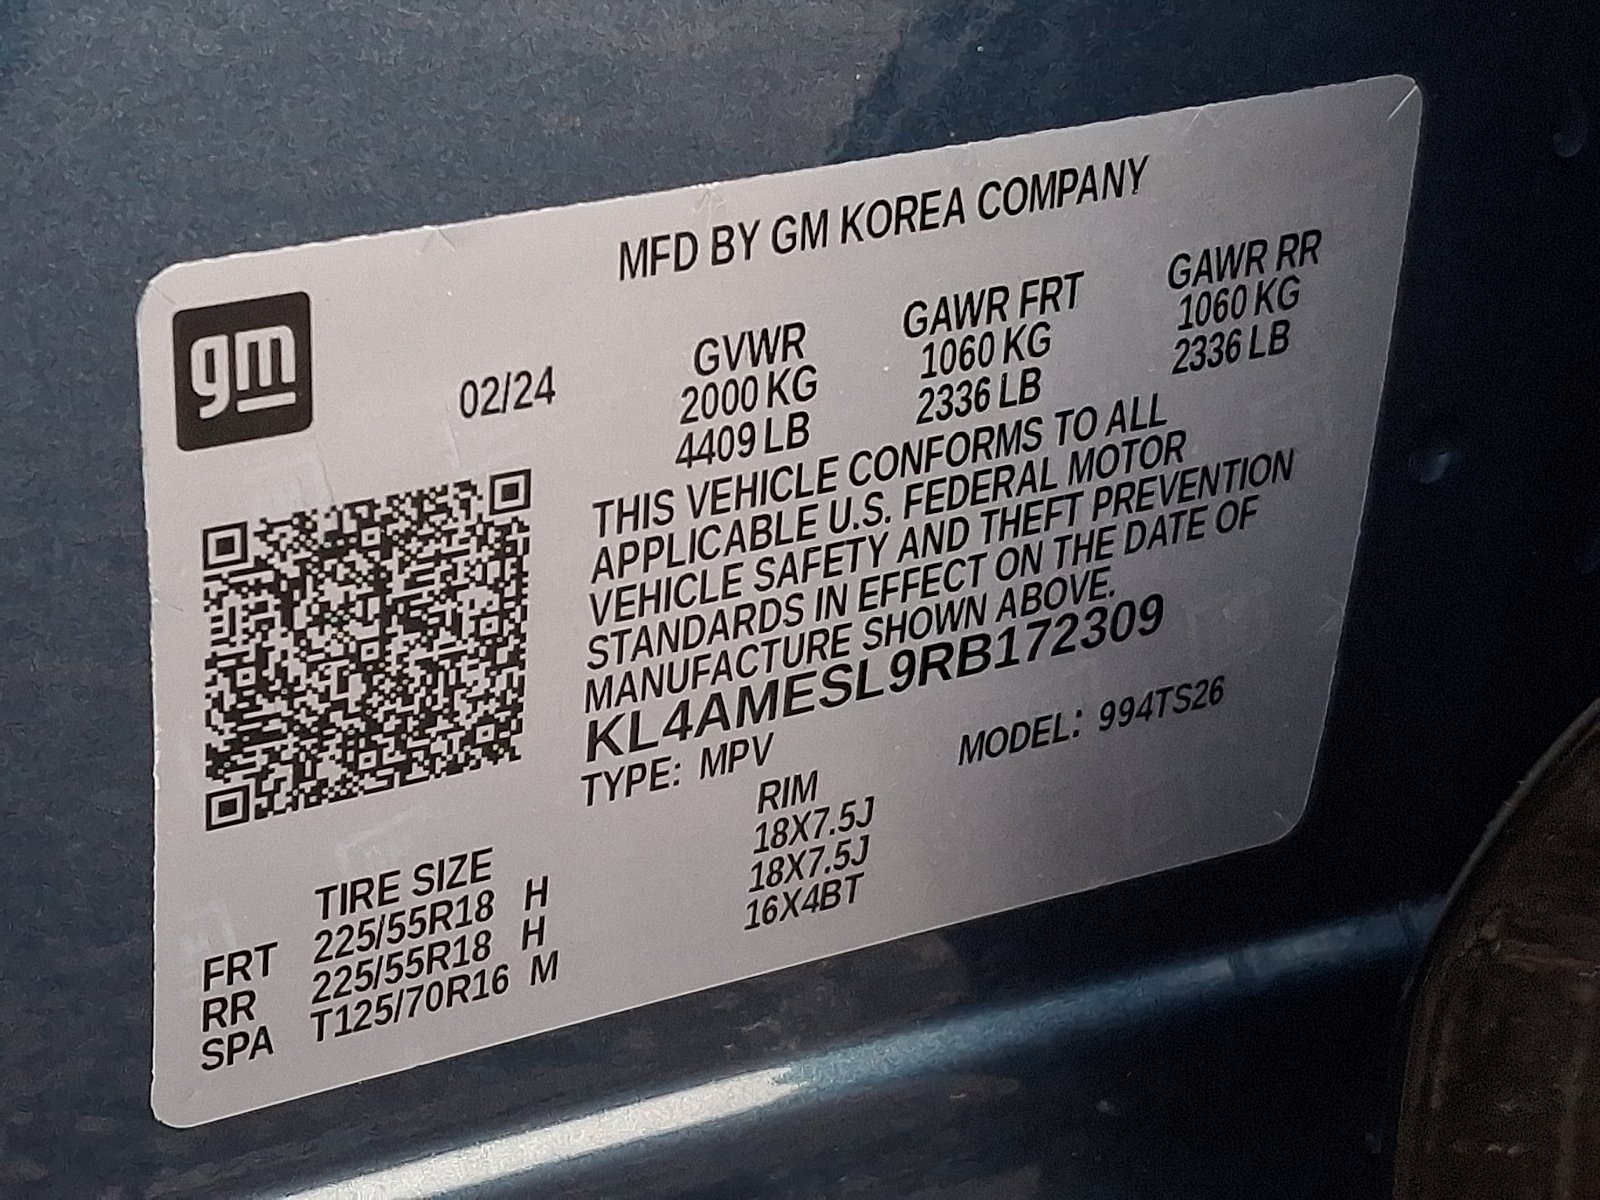 MFD BY GM KOREA COMPANY
gm
02/24
GVWR GAWR FRT GAWR RR
2000 KG 1060 KG 1060 KG
4409 LB 2336 LB 2336 LB
THIS VEHICLE CONFORMS TO ALL
APPLICABLE U.S. FEDERAL MOTOR
VEHICLE SAFETY AND THEFT PREVENTION
STANDARDS IN EFFECT ON THE DATE OF
MANUFACTURE SHOWN ABOVE.
KL4AMESL9RB172309
TYPE: MPV MODEL: 994TS26
TIRE SIZE RIM
FRT 225/55R18 H 18X7.5J
RR 225/55R18 H 18X7.5J
SPA T125/70R16 M 16X4BT